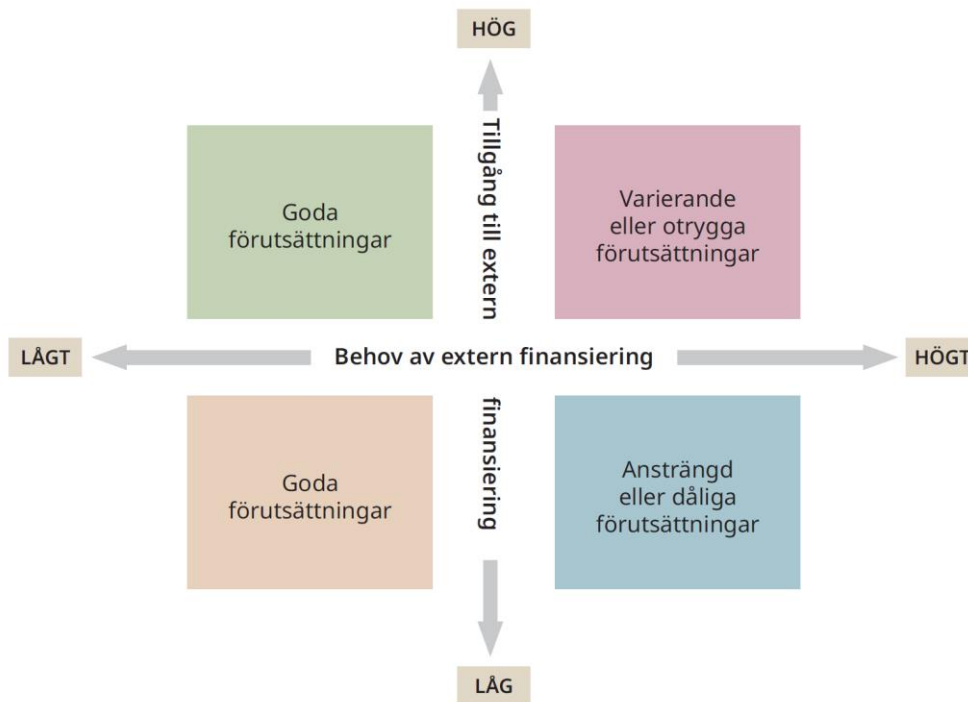 HÖG
Tillgång till extern
Goda
förutsättningar
Varierande
eller otrygga
förutsättningar
LÅGT
Behov av extern finansiering
HÖGT
finansiering
Goda
förutsättningar
Ansträngd
eller dåliga
förutsättningar
LÅG